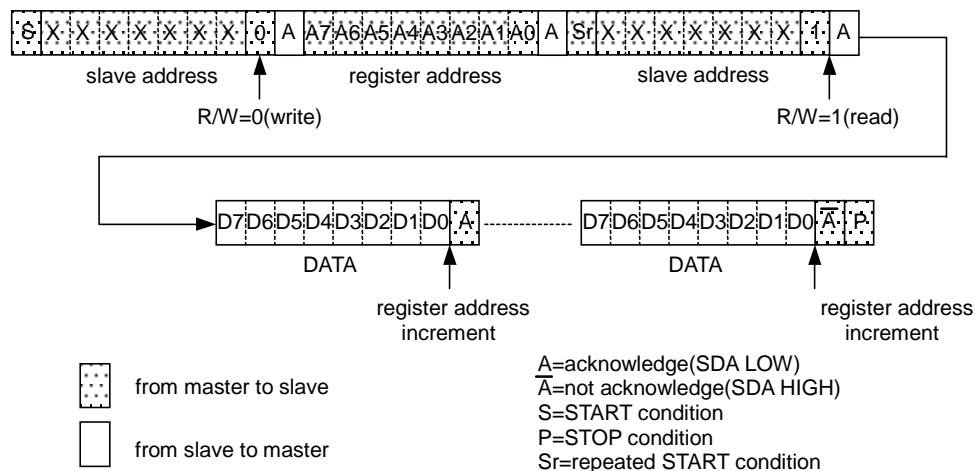 S X X X X X X X 0 A A7 A6 A5 A4 A3 A2 A1 A0 A Sr X X X X X X X 1 A
slave address register address slave address
R/W=0(write) R/W=1(read)
D7 D6 D5 D4 D3 D2 D1 D0 A D7 D6 D5 D4 D3 D2 D1 D0 A̅ P
DATA DATA
register address
increment
register address
increment
from master to slave
from slave to master
A=acknowledge(SDA LOW)
A̅=not acknowledge(SDA HIGH)
S=START condition
P=STOP condition
Sr=repeated START condition